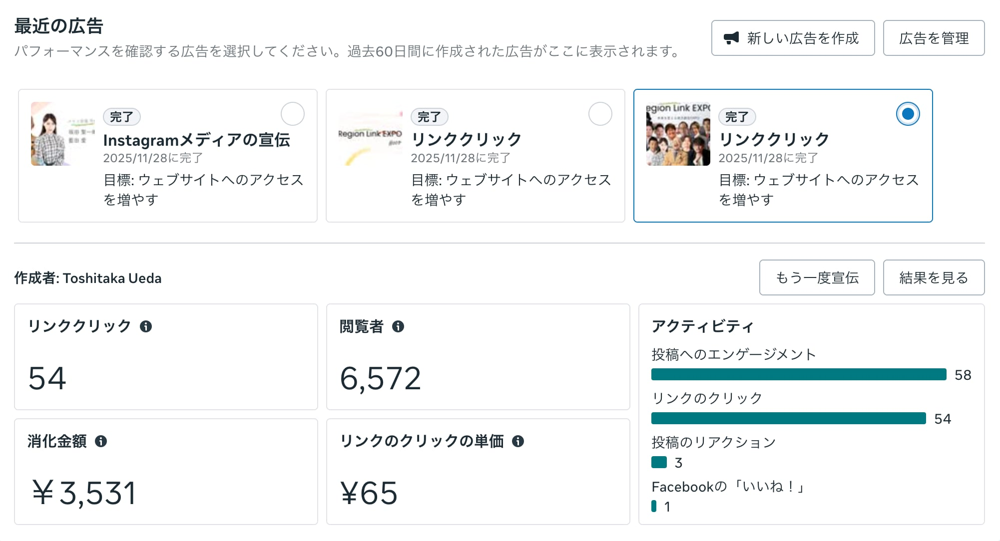 最近の広告
パフォーマンスを確認する広告を選択してください。過去60日間に作成された広告がここに表示されます。
新しい広告を作成
広告を管理
完了
Instagramメディアの宣伝
2025/11/28に完了
目標: ウェブサイトへのアクセス
を増やす
Region Link EXPO
完了
リンククリック
2025/11/28に完了
目標: ウェブサイトへのアクセス
を増やす
egion Link EXPO
完了
リンククリック
2025/11/28に完了
目標: ウェブサイトへのアクセス
を増やす
作成者: Toshitaka Ueda
もう一度宣伝
結果を見る
リンククリック
54
閲覧者
6,572
消化金額
￥3,531
リンクのクリックの単価
¥65
アクティビティ
投稿へのエンゲージメント
58
リンクのクリック
54
投稿のリアクション
3
Facebookの「いいね！」
1